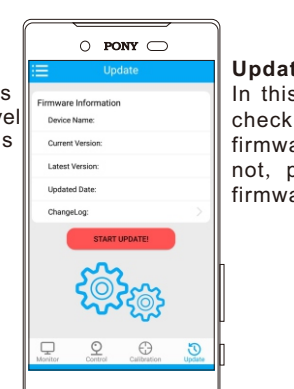 PONY
Update
Firmware Information
Device Name:
Current Version:
Latest Version:
Updated Date:
ChangeLog:
START UPDATE!
Monitor Control Calibration Update
s
vel
s
Updat
In this
check
firmwa
not, p
firmwa